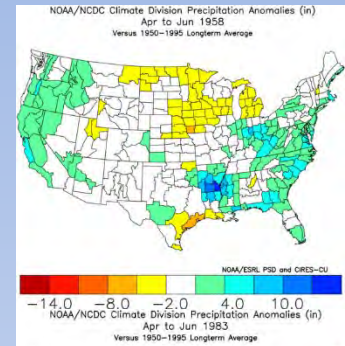 NOAA/NCDC Climate Division Precipitation Anomalies (in)
Apr to Jun 1958
Versus 1950-1995 Longterm Average
NOAA/ESRL PSD and CIRES-CU
-14.0 -8.0 -2.0 4.0 10.0
NOAA/NCDC Climate Division Precipitation Anomalies (in)
Apr to Jun 1983
Versus 1950-1995 Longterm Average